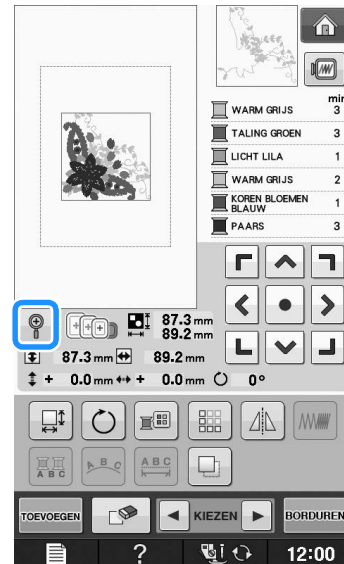 min
WARM GRIJS 3
TALING GROEN 3
LICHT LILA 1
WARM GRIJS 2
KOREN BLOEMEN
BLAUW 1
PAARS 3
87.3 mm
89.2 mm
87.3 mm 89.2 mm
+ 0.0 mm + 0.0 mm 0°
A B C A B C A B C
TOEVOEGEN KIEZEN BORDUREN
? 12:00